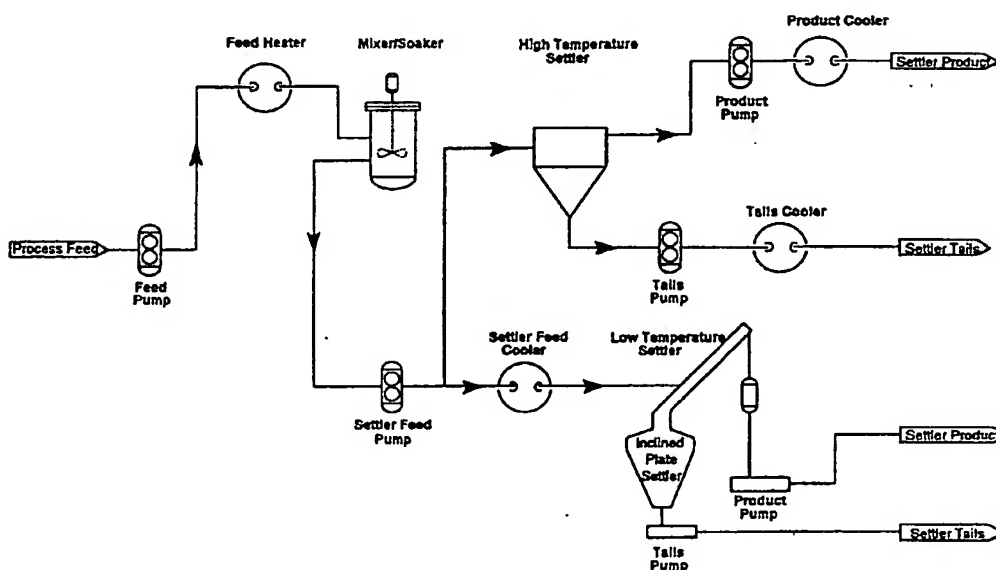 Feed Heater
Mixer/Soaker
High Temperature
Settler
Product Cooler
Settler Product
Product
Pump
Process Feed
Feed
Pump
Tails Cooler
Settler Tails
Tails
Pump
Settler Feed
Cooler
Low Temperature
Settler
Settler Feed
Pump
Inclined
Plate
Settler
Settler Product
Product
Pump
Settler Tails
Tails
Pump